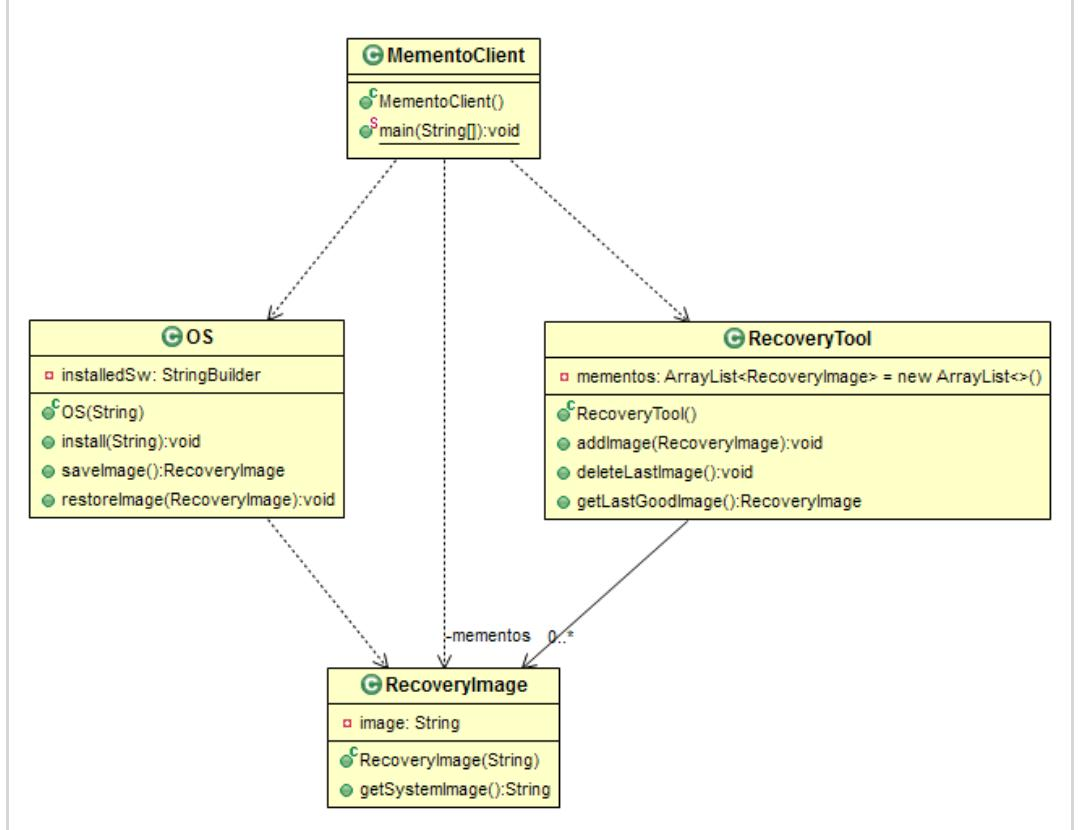 MementoClient
MementoClient()
main(String[]):void
OS
installedSw: StringBuilder
OS(String)
install(String):void
saveImage():RecoveryImage
restoreImage(RecoveryImage):void
RecoveryTool
mementos: ArrayList<RecoveryImage> = new ArrayList<>()
RecoveryTool()
addImage(RecoveryImage):void
deleteLastImage():void
getLastGoodImage():RecoveryImage
-mementos 0..*
RecoveryImage
image: String
RecoveryImage(String)
getSystemImage():String